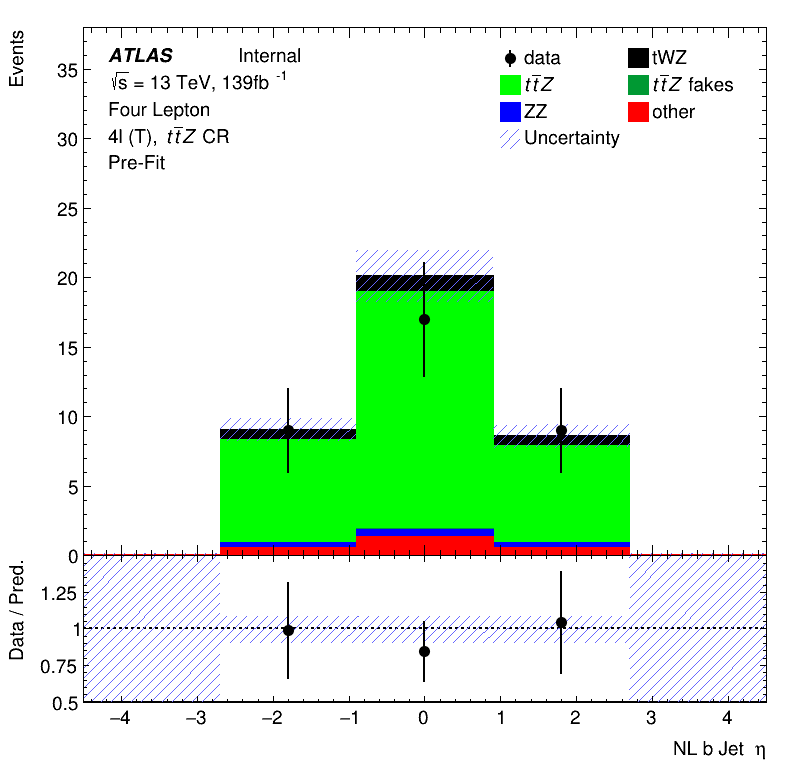 Events
ATLAS Internal
√s = 13 TeV, 139fb -1
Four Lepton
4l (T), tt̅Z CR
Pre-Fit
data
tWZ
tt̅Z
tt̅Z fakes
ZZ
other
Uncertainty
35
30
25
20
15
10
5
0
Data / Pred.
1.25
1
0.75
0.5
−4 −3 −2 −1 0 1 2 3 4
NL b Jet η